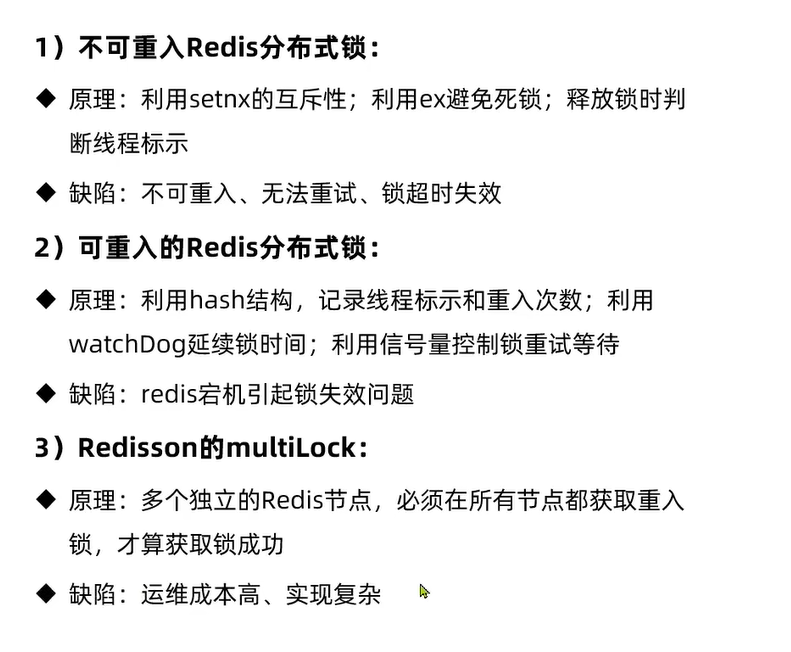 1）不可重入Redis分布式锁：
◆ 原理：利用setnx的互斥性；利用ex避免死锁；释放锁时判
断线程标示
◆ 缺陷：不可重入、无法重试、锁超时失效
2）可重入的Redis分布式锁：
◆ 原理：利用hash结构，记录线程标示和重入次数；利用
watchDog延续锁时间；利用信号量控制锁重试等待
◆ 缺陷：redis宕机引起锁失效问题
3）Redisson的multiLock：
◆ 原理：多个独立的Redis节点，必须在所有节点都获取重入
锁，才算获取锁成功
◆ 缺陷：运维成本高、实现复杂